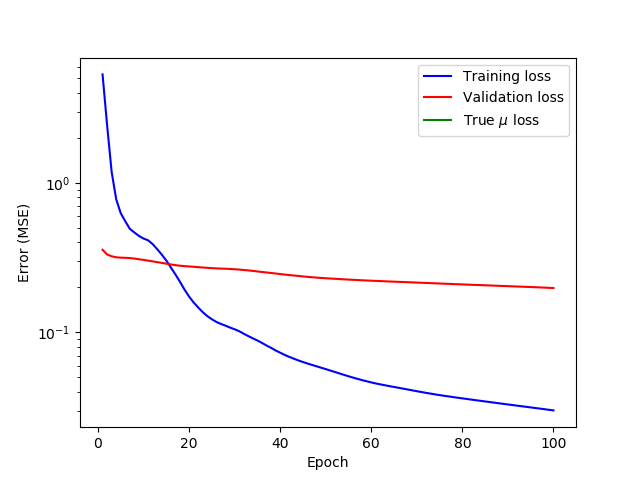 Training loss
Validation loss
True μ loss
10⁰
10⁻¹
Error (MSE)
0 20 40 60 80 100
Epoch